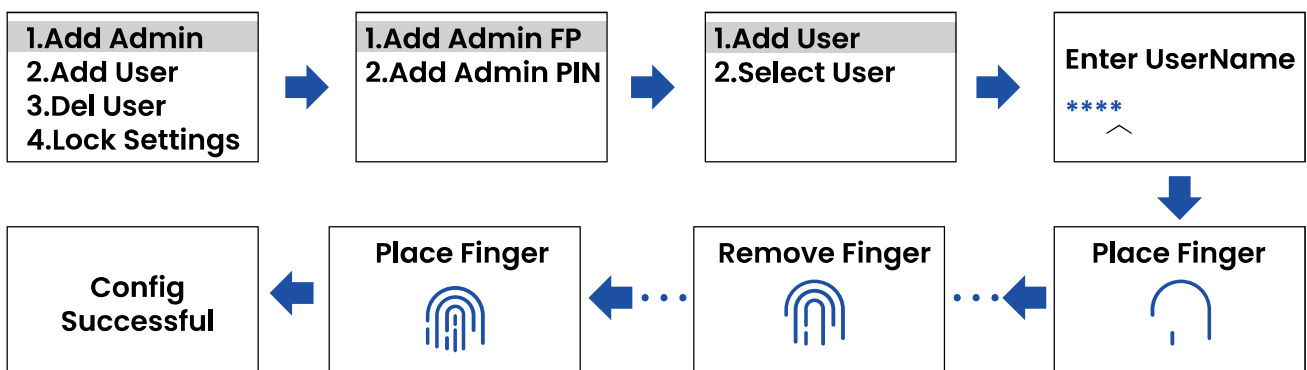 1.Add Admin
2.Add User
3.Del User
4.Lock Settings
1.Add Admin FP
2.Add Admin PIN
1.Add User
2.Select User
Enter UserName
****
Place Finger
Remove Finger
Place Finger
Config
Successful